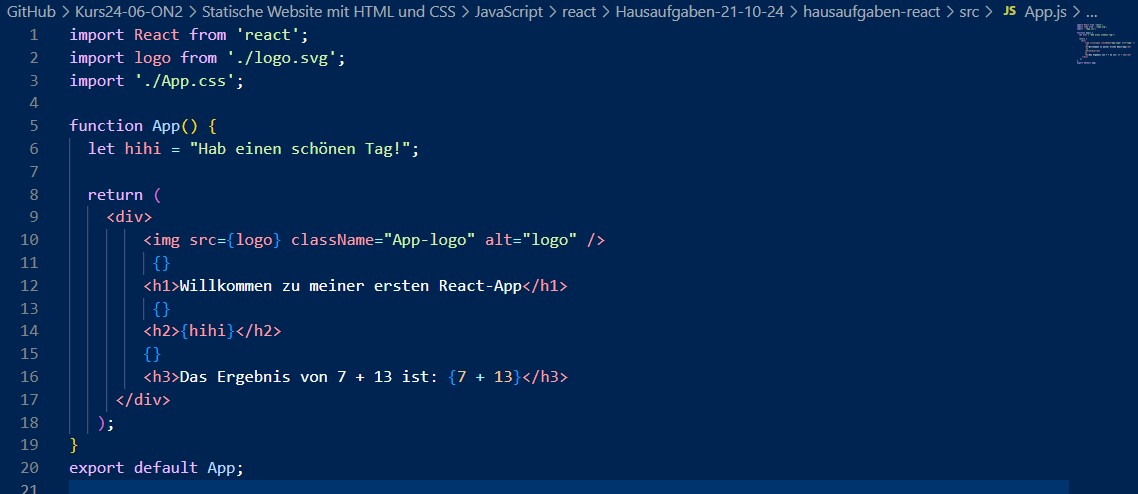 GitHub > Kurs24-06-ON2 > Statische Website mit HTML und CSS > JavaScript > react > Hausaufgaben-21-10-24 > hausaufgaben-react > src > JS App.js > ...
1 import React from 'react';
2 import logo from './logo.svg';
3 import './App.css';
4
5 function App() {
6   let hihi = "Hab einen schönen Tag!";
7
8   return (
9     <div>
10         <img src={logo} className="App-logo" alt="logo" />
11          {}
12         <h1>Willkommen zu meiner ersten React-App</h1>
13          {}
14         <h2>{hihi}</h2>
15         {}
16         <h3>Das Ergebnis von 7 + 13 ist: {7 + 13}</h3>
17      </div>
18    );
19 }
20 export default App;
21